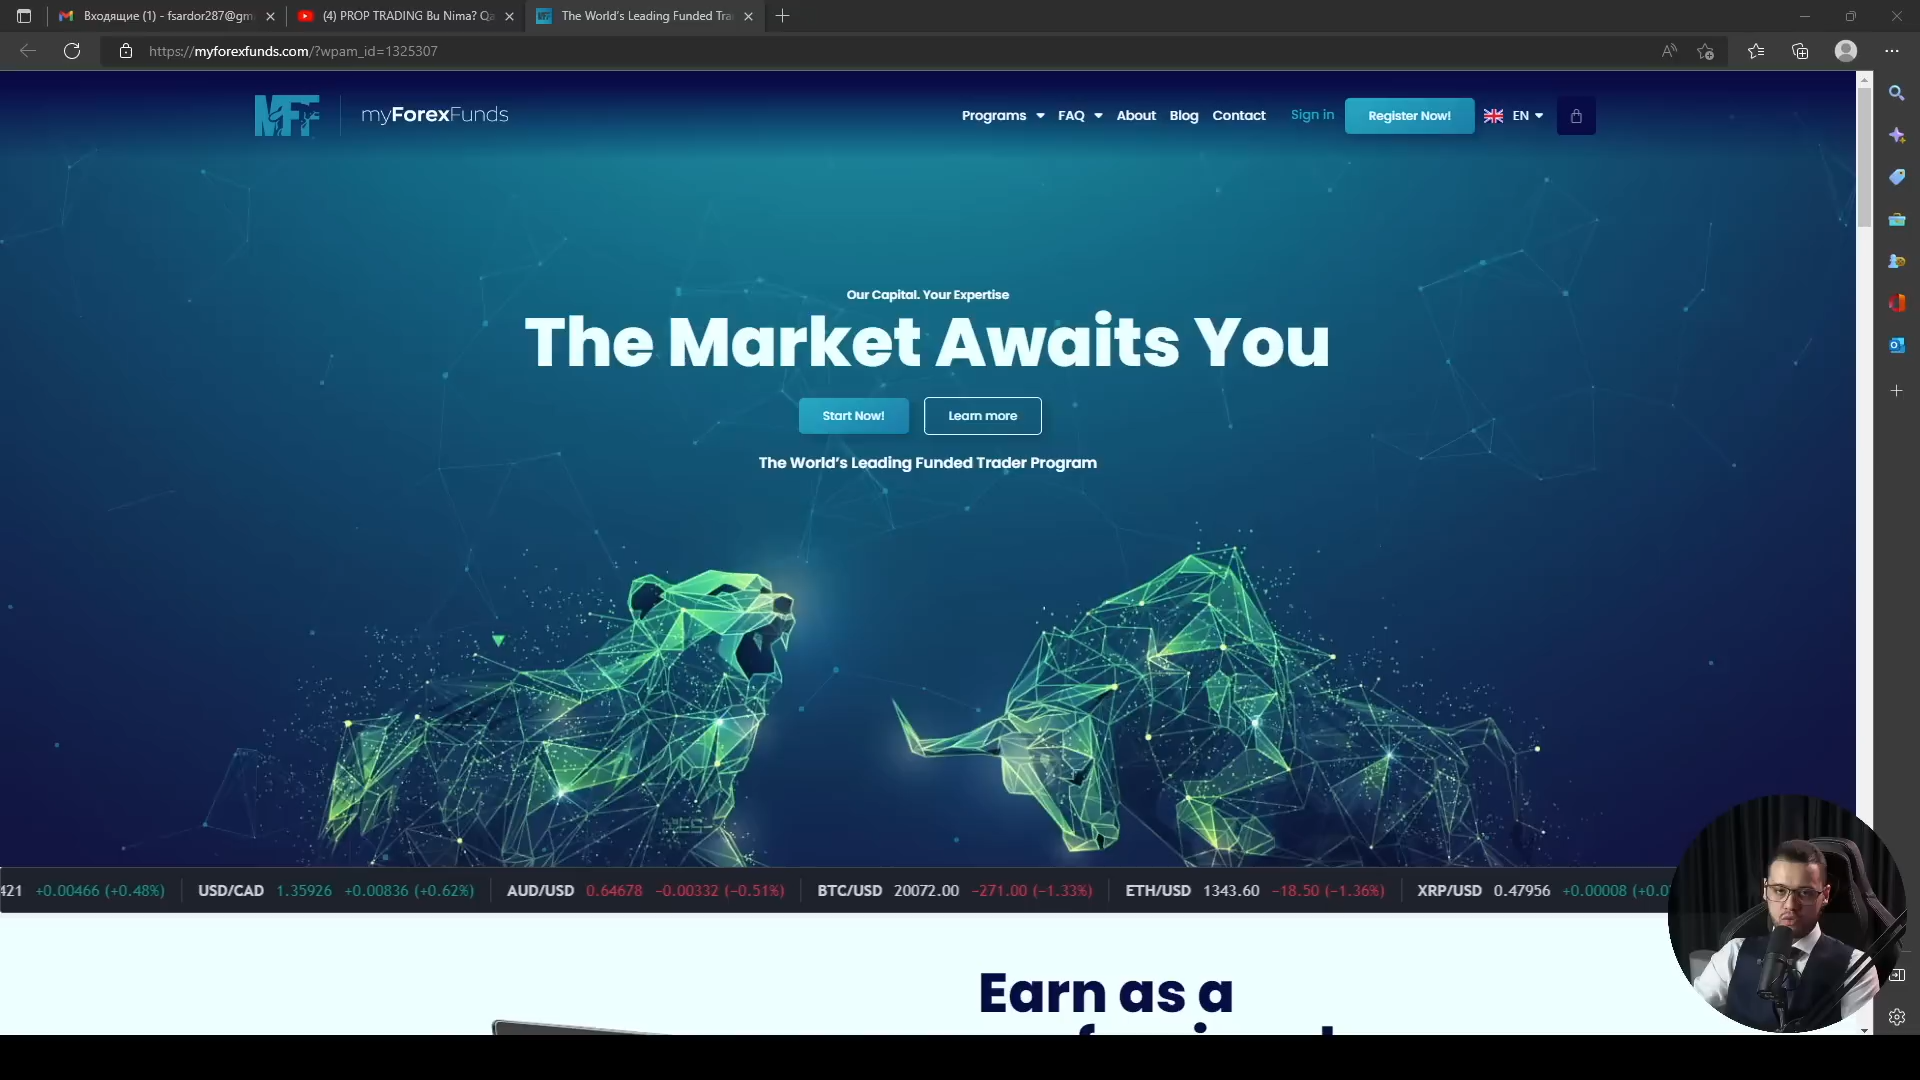 Входящие (1) - fsardor287@gm
(4) PROP TRADING Bu Nima? Qa
The World's Leading Funded Tra
https://myforexfunds.com/?wpam_id=1325307
MFF
myForexFunds
Programs
FAQ
About
Blog
Contact
Sign in
Register Now!
EN
Our Capital. Your Expertise
The Market Awaits You
Start Now!
Learn more
The World's Leading Funded Trader Program
421 +0.00466 (+0.48%)
USD/CAD 1.35926 +0.00836 (+0.62%)
AUD/USD 0.64678 −0.00332 (−0.51%)
BTC/USD 20072.00 −271.00 (−1.33%)
ETH/USD 1343.60 −18.50 (−1.36%)
XRP/USD 0.47956 +0.00008 (+0.0
Earn as a